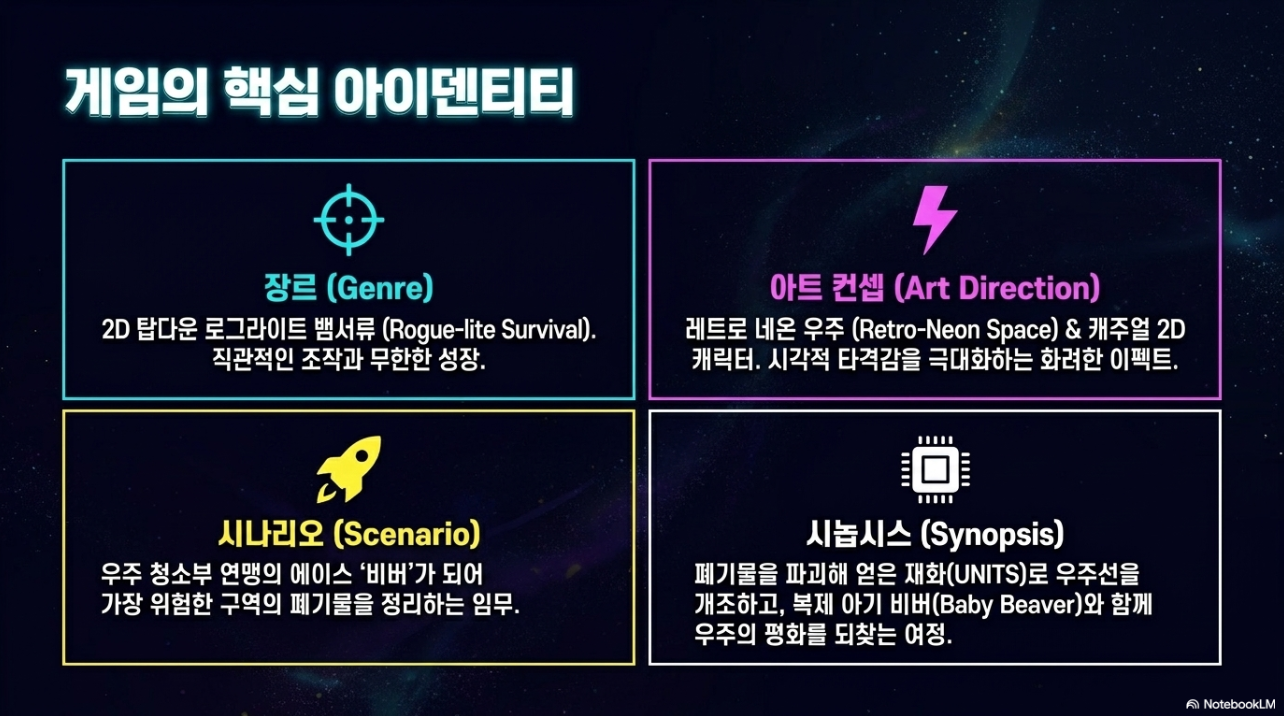 게임의 핵심 아이덴티티
장르 (Genre)
2D 탑다운 로그라이트 뱀서류 (Rogue-lite Survival).
직관적인 조작과 무한한 성장.
아트 컨셉 (Art Direction)
레트로 네온 우주 (Retro-Neon Space) & 캐주얼 2D
캐릭터. 시각적 타격감을 극대화하는 화려한 이펙트.
시나리오 (Scenario)
우주 청소부 연맹의 에이스 ‘비버’가 되어
가장 위험한 구역의 폐기물을 정리하는 임무.
시놉시스 (Synopsis)
폐기물을 파괴해 얻은 재화(UNITS)로 우주선을
개조하고, 복제 아기 비버(Baby Beaver)와 함께
우주의 평화를 되찾는 여정.
NotebookLM